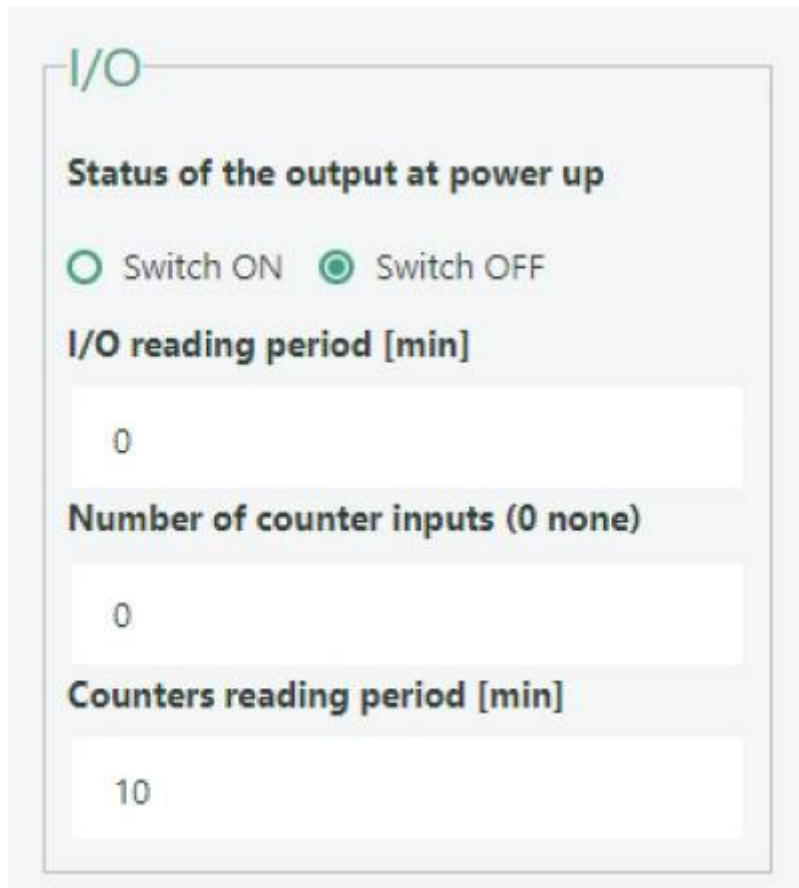 I/O
Status of the output at power up
Switch ON Switch OFF
I/O reading period [min]
0
Number of counter inputs (0 none)
0
Counters reading period [min]
10